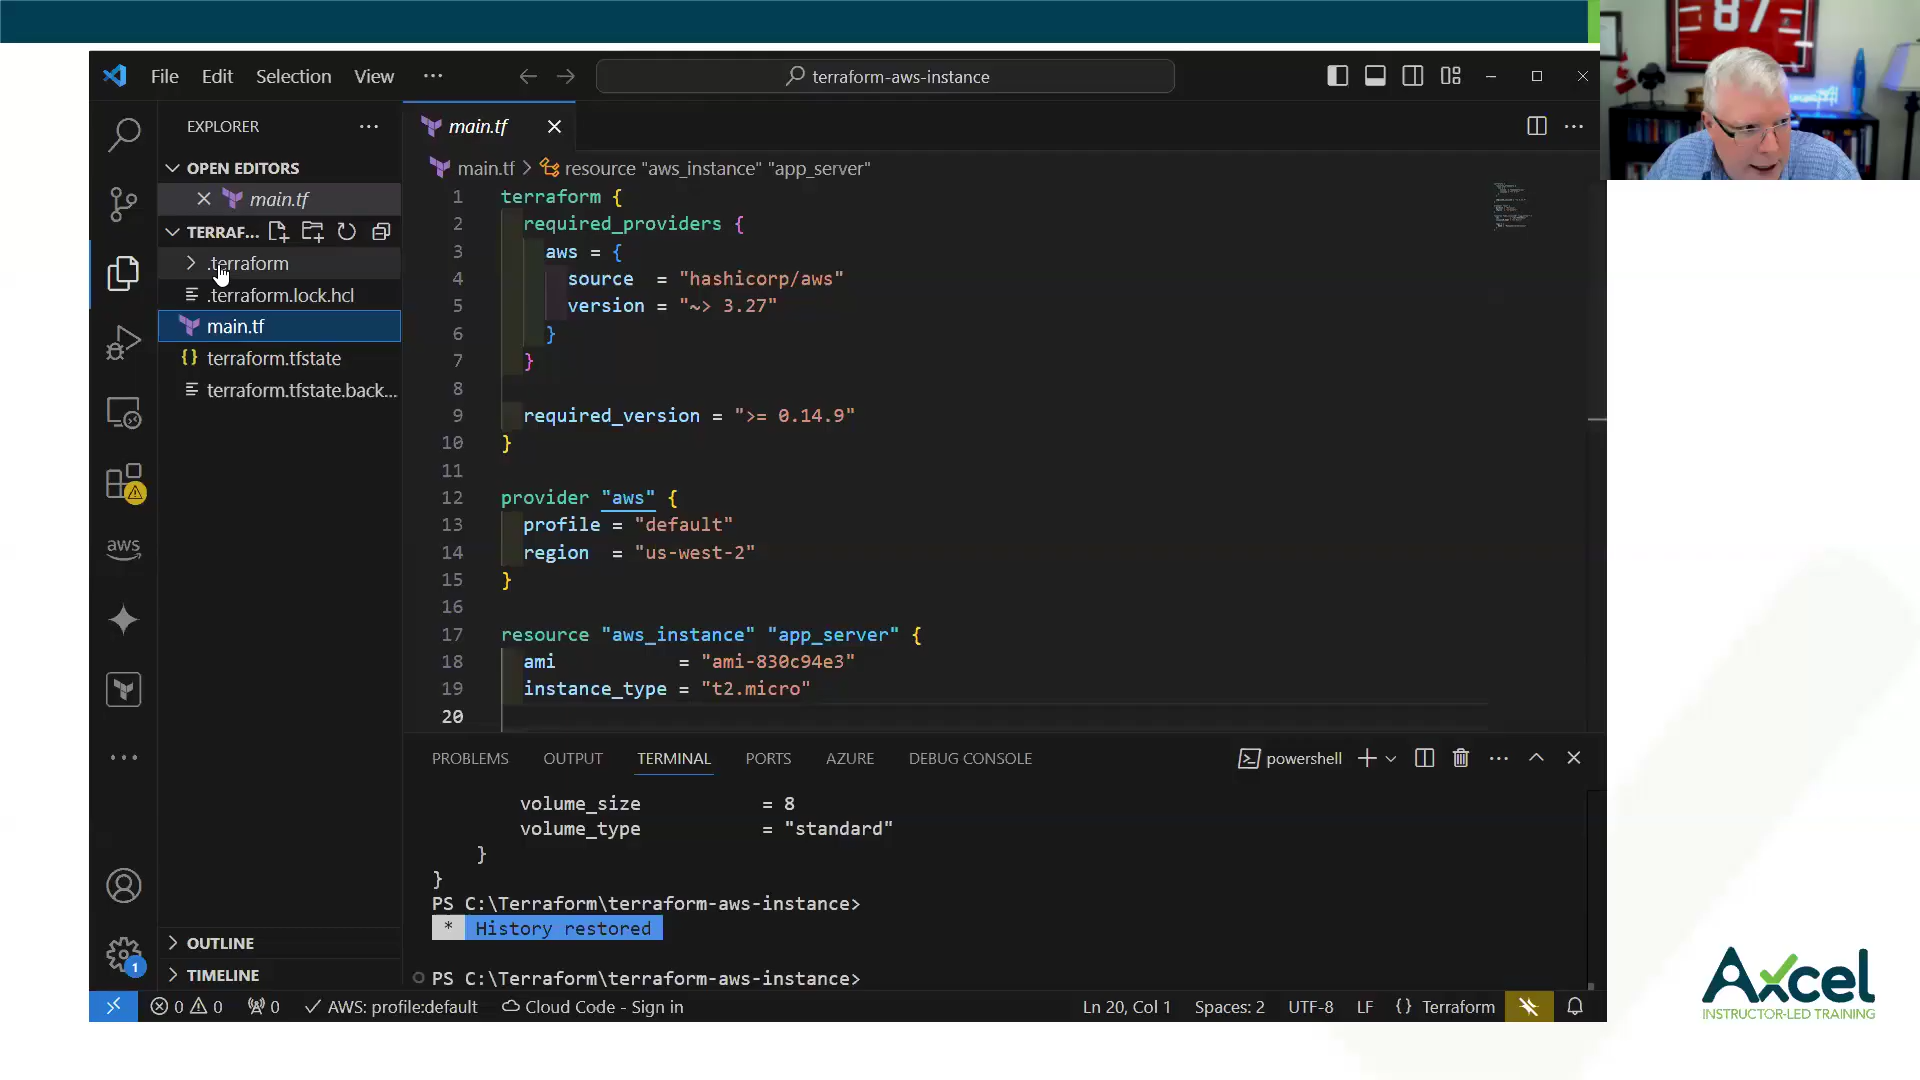 87
File Edit Selection View ...
terraform-aws-instance
EXPLORER
OPEN EDITORS
main.tf
TERRAF...
.terraform
.terraform.lock.hcl
main.tf
terraform.tfstate
terraform.tfstate.back...
OUTLINE
TIMELINE
aws
1
main.tf
main.tf > resource "aws_instance" "app_server"
1 terraform {
2 required_providers {
3 aws = {
4 source = "hashicorp/aws"
5 version = "~> 3.27"
6 }
7 }
8
9 required_version = ">= 0.14.9"
10 }
11
12 provider "aws" {
13 profile = "default"
14 region = "us-west-2"
15 }
16
17 resource "aws_instance" "app_server" {
18 ami = "ami-830c94e3"
19 instance_type = "t2.micro"
20
PROBLEMS OUTPUT TERMINAL PORTS AZURE DEBUG CONSOLE
powershell
volume_size = 8
volume_type = "standard"
}
}
PS C:\Terraform\terraform-aws-instance>
* History restored
PS C:\Terraform\terraform-aws-instance>
0 0 0 AWS: profile:default Cloud Code - Sign in
Ln 20, Col 1 Spaces: 2 UTF-8 LF {} Terraform
Axcel
INSTRUCTOR-LED TRAINING